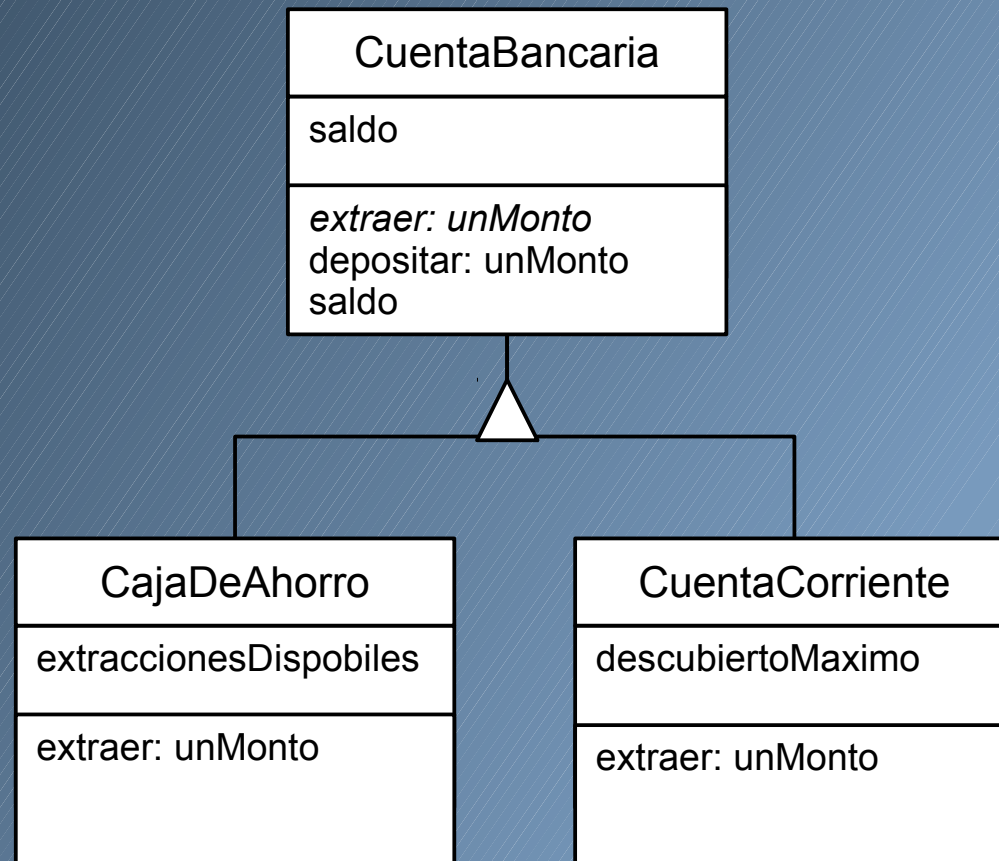 CuentaBancaria
saldo
extraer: unMonto
depositar: unMonto
saldo
CajaDeAhorro
extraccionesDispobiles
extraer: unMonto
CuentaCorriente
descubiertoMaximo
extraer: unMonto